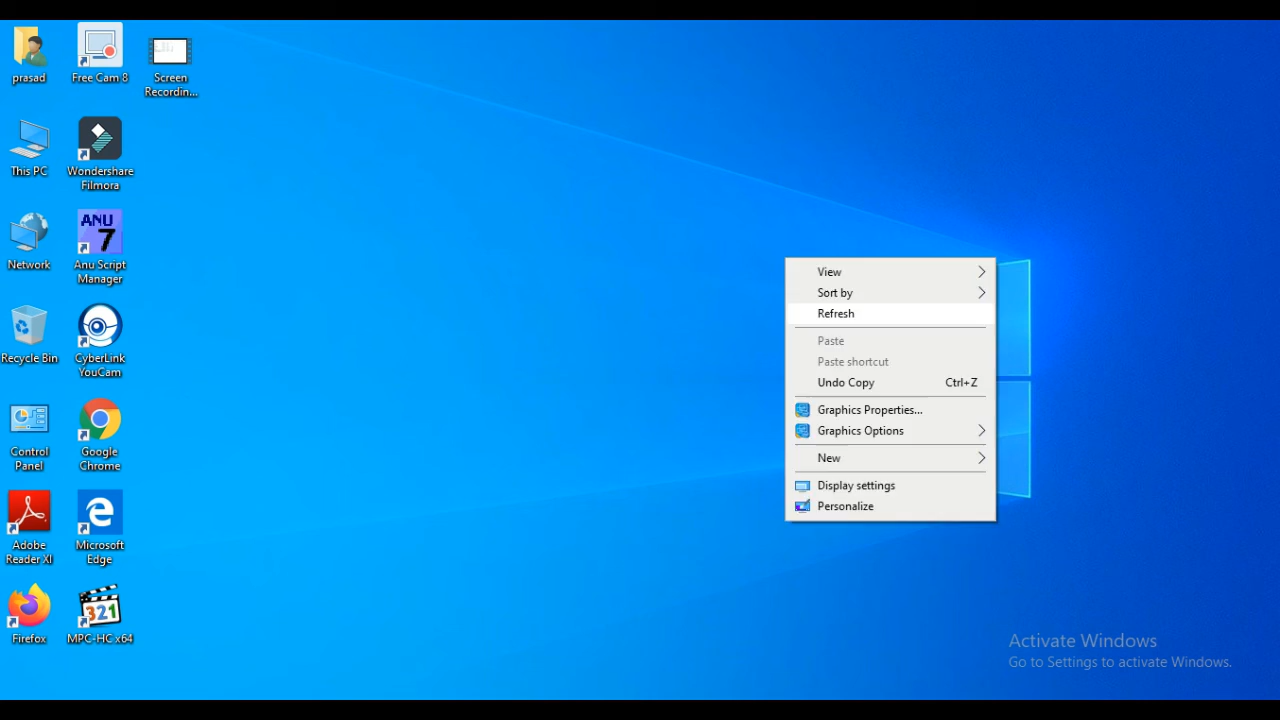 prasad
Free Cam 8
Screen
Recordin...
This PC
Wondershare
Filmora
ANU
7
Network
Anu Script
Manager
Recycle Bin
CyberLink
YouCam
Control
Panel
Google
Chrome
Adobe
Reader XI
Microsoft
Edge
321
Firefox
MPC-HC x64
View
Sort by
Refresh
Paste
Paste shortcut
Undo Copy Ctrl+Z
Graphics Properties...
Graphics Options
New
Display settings
Personalize
Activate Windows
Go to Settings to activate Windows.